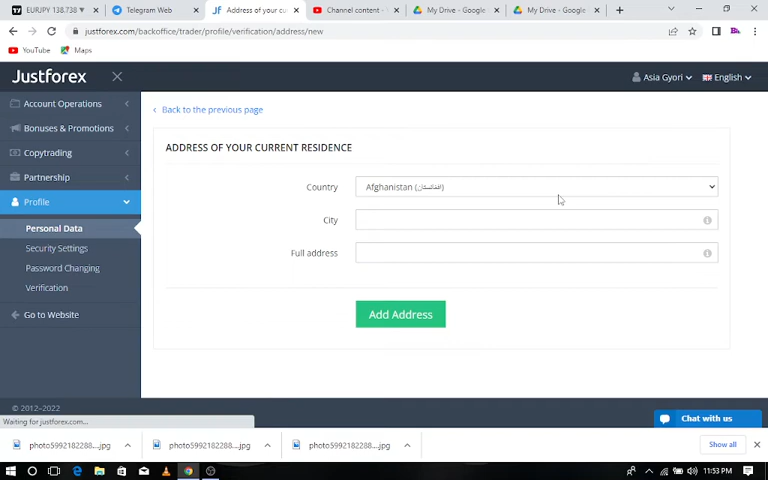 EURJPY 138.738
Telegram Web
Address of your cur
Channel content -
My Drive - Google
My Drive - Google
justforex.com/backoffice/trader/profile/verification/address/new
YouTube
Maps
Justforex
Asia Gyori
English
Account Operations
Bonuses & Promotions
Copytrading
Partnership
Profile
Personal Data
Security Settings
Password Changing
Verification
Go to Website
Back to the previous page
ADDRESS OF YOUR CURRENT RESIDENCE
Country
Afghanistan (افغانستان)
City
Full address
Add Address
© 2012–2022
Waiting for justforex.com...
Chat with us
photo5992182288....jpg
photo5992182288....jpg
photo5992182288....jpg
Show all
11:53 PM